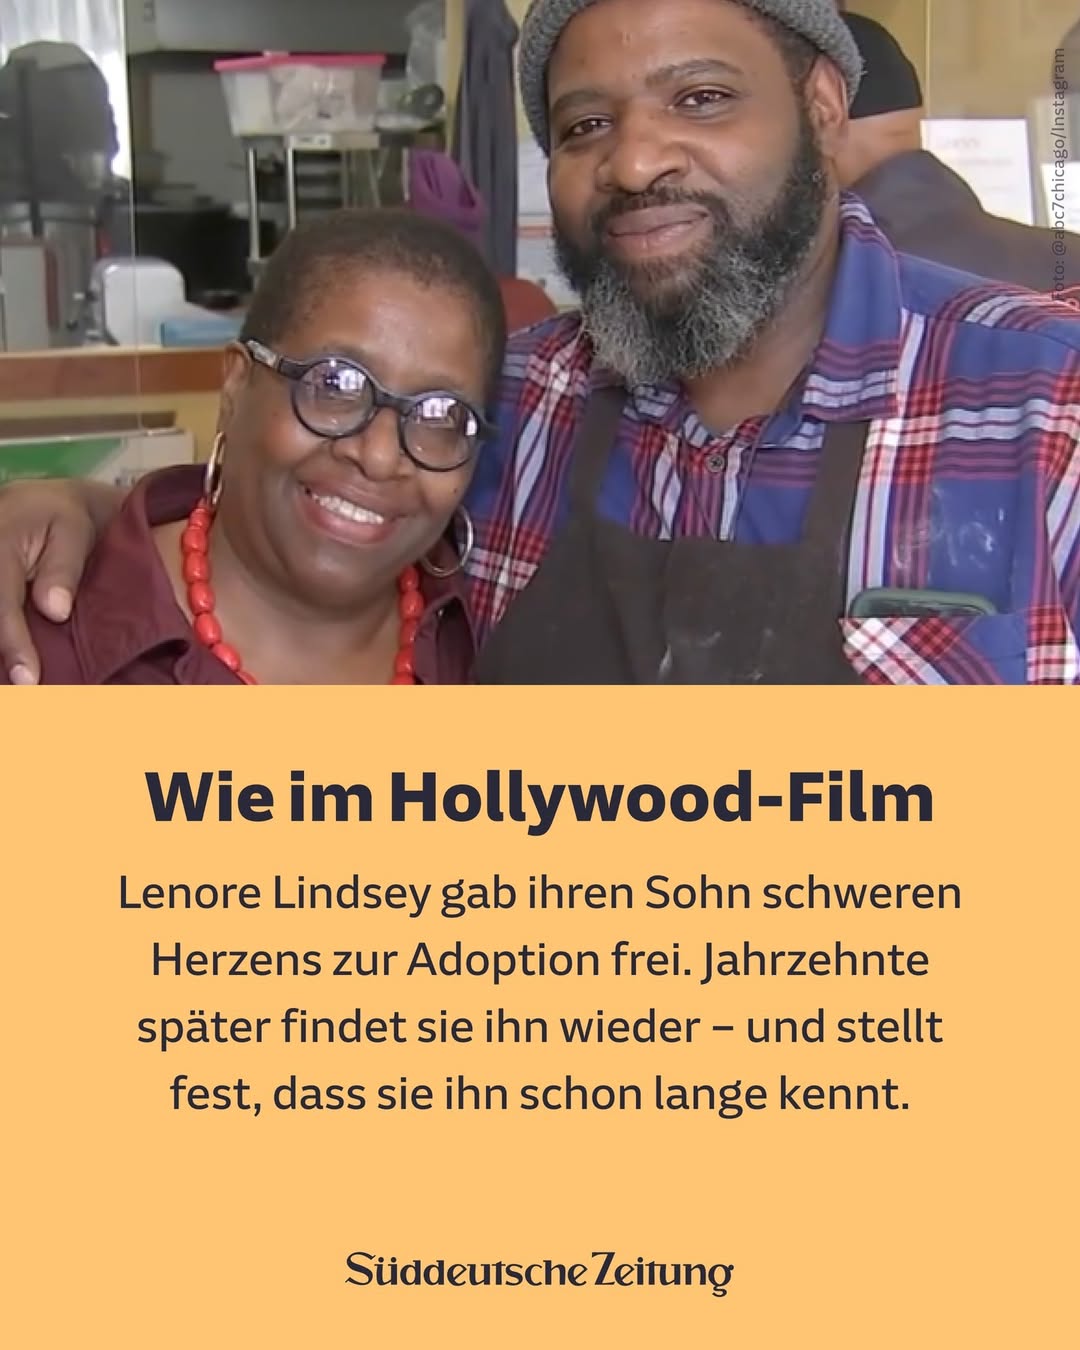 Foto: @abc7chicago/Instagram
Wie im Hollywood-Film
Lenore Lindsey gab ihren Sohn schweren
Herzens zur Adoption frei. Jahrzehnte
später findet sie ihn wieder – und stellt
fest, dass sie ihn schon lange kennt.
Süddeutsche Zeitung